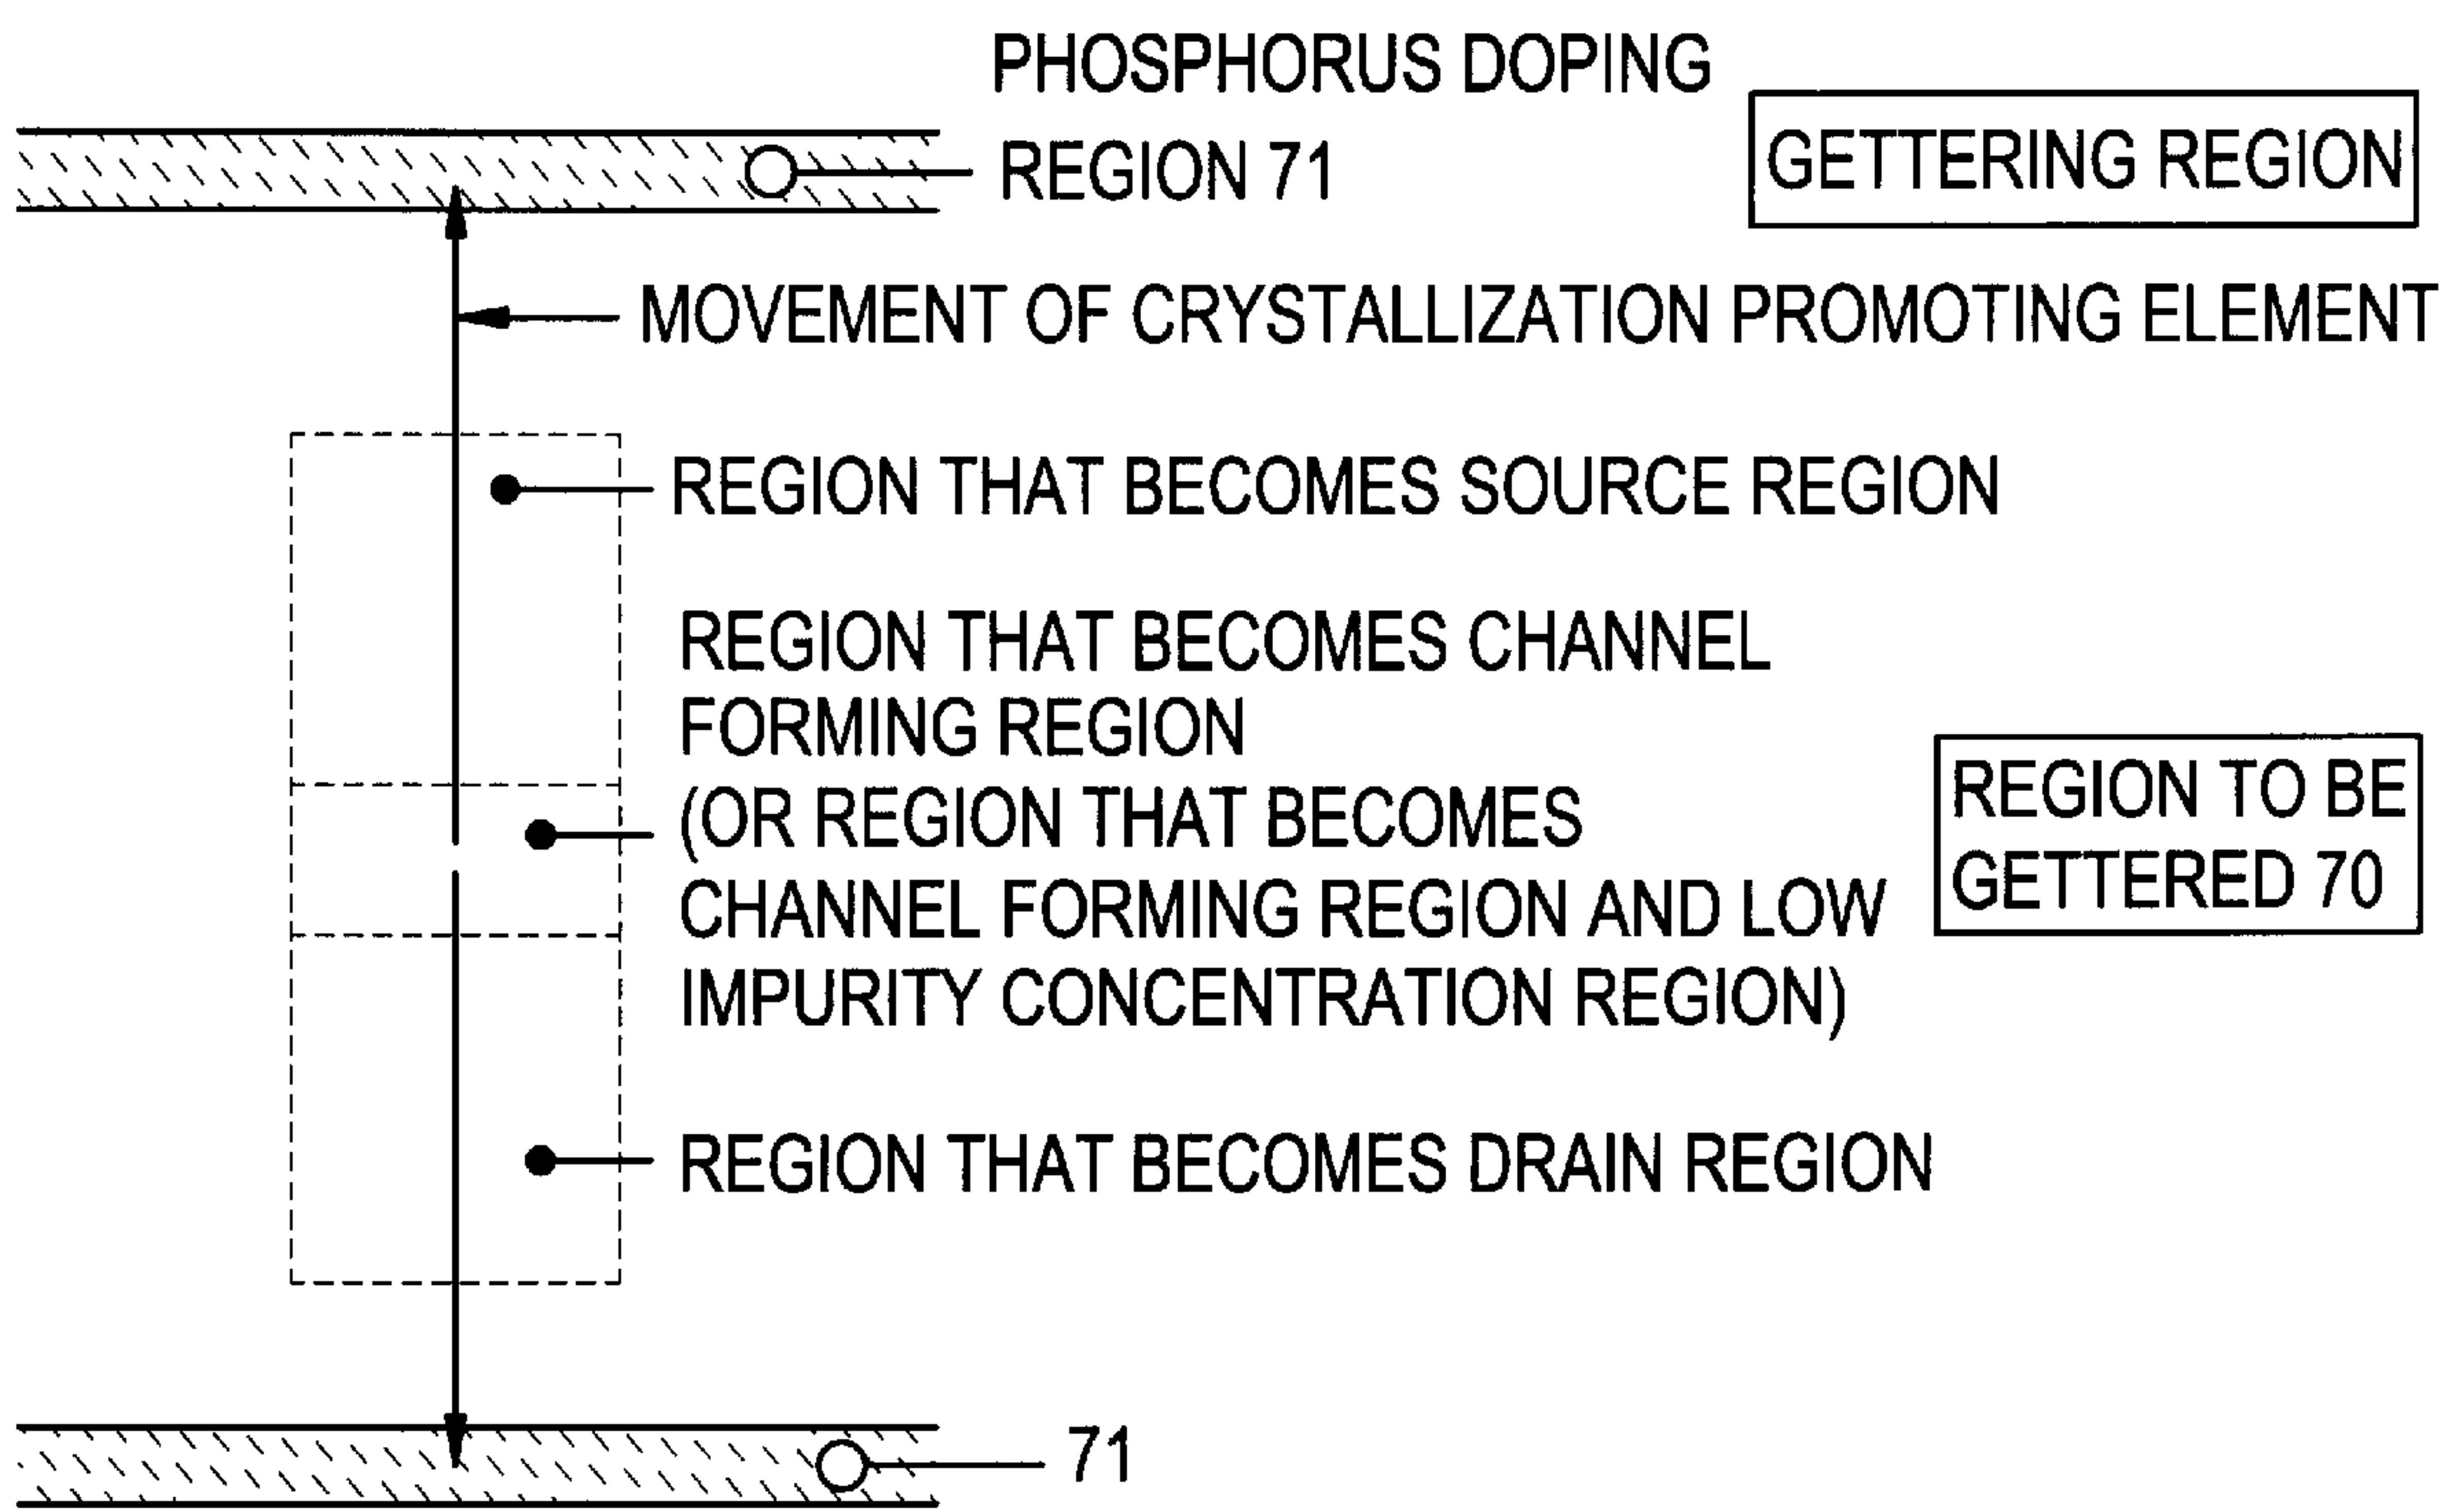 PHOSPHORUS DOPING
REGION 71
GETTERING REGION
MOVEMENT OF CRYSTALLIZATION PROMOTING ELEMENT
REGION THAT BECOMES SOURCE REGION
REGION THAT BECOMES CHANNEL
FORMING REGION
(OR REGION THAT BECOMES
CHANNEL FORMING REGION AND LOW
IMPURITY CONCENTRATION REGION)
REGION TO BE
GETTERED 70
REGION THAT BECOMES DRAIN REGION
71